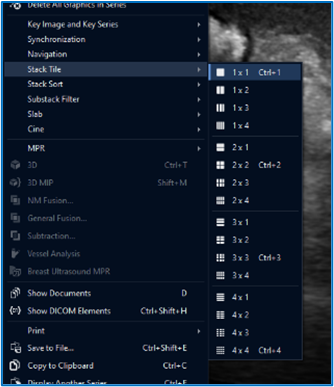 Delete All Graphics in Series
Key Image and Key Series
Synchronization
Navigation
Stack Tile
Stack Sort
Substack Filter
Slab
Cine
MPR
3D Ctrl+T
3D MIP Shift+M
NM Fusion...
General Fusion...
Subtraction...
Vessel Analysis
Breast Ultrasound MPR
Show Documents D
Show DICOM Elements Ctrl+Shift+H
Print
Save to File... Ctrl+Shift+E
Copy to Clipboard Ctrl+C
Display Another Series Ctrl+F
1 x 1 Ctrl+1
1 x 2
1 x 3
1 x 4
2 x 1
2 x 2 Ctrl+2
2 x 3
2 x 4
3 x 1
3 x 2
3 x 3 Ctrl+3
3 x 4
4 x 1
4 x 2
4 x 3
4 x 4 Ctrl+4